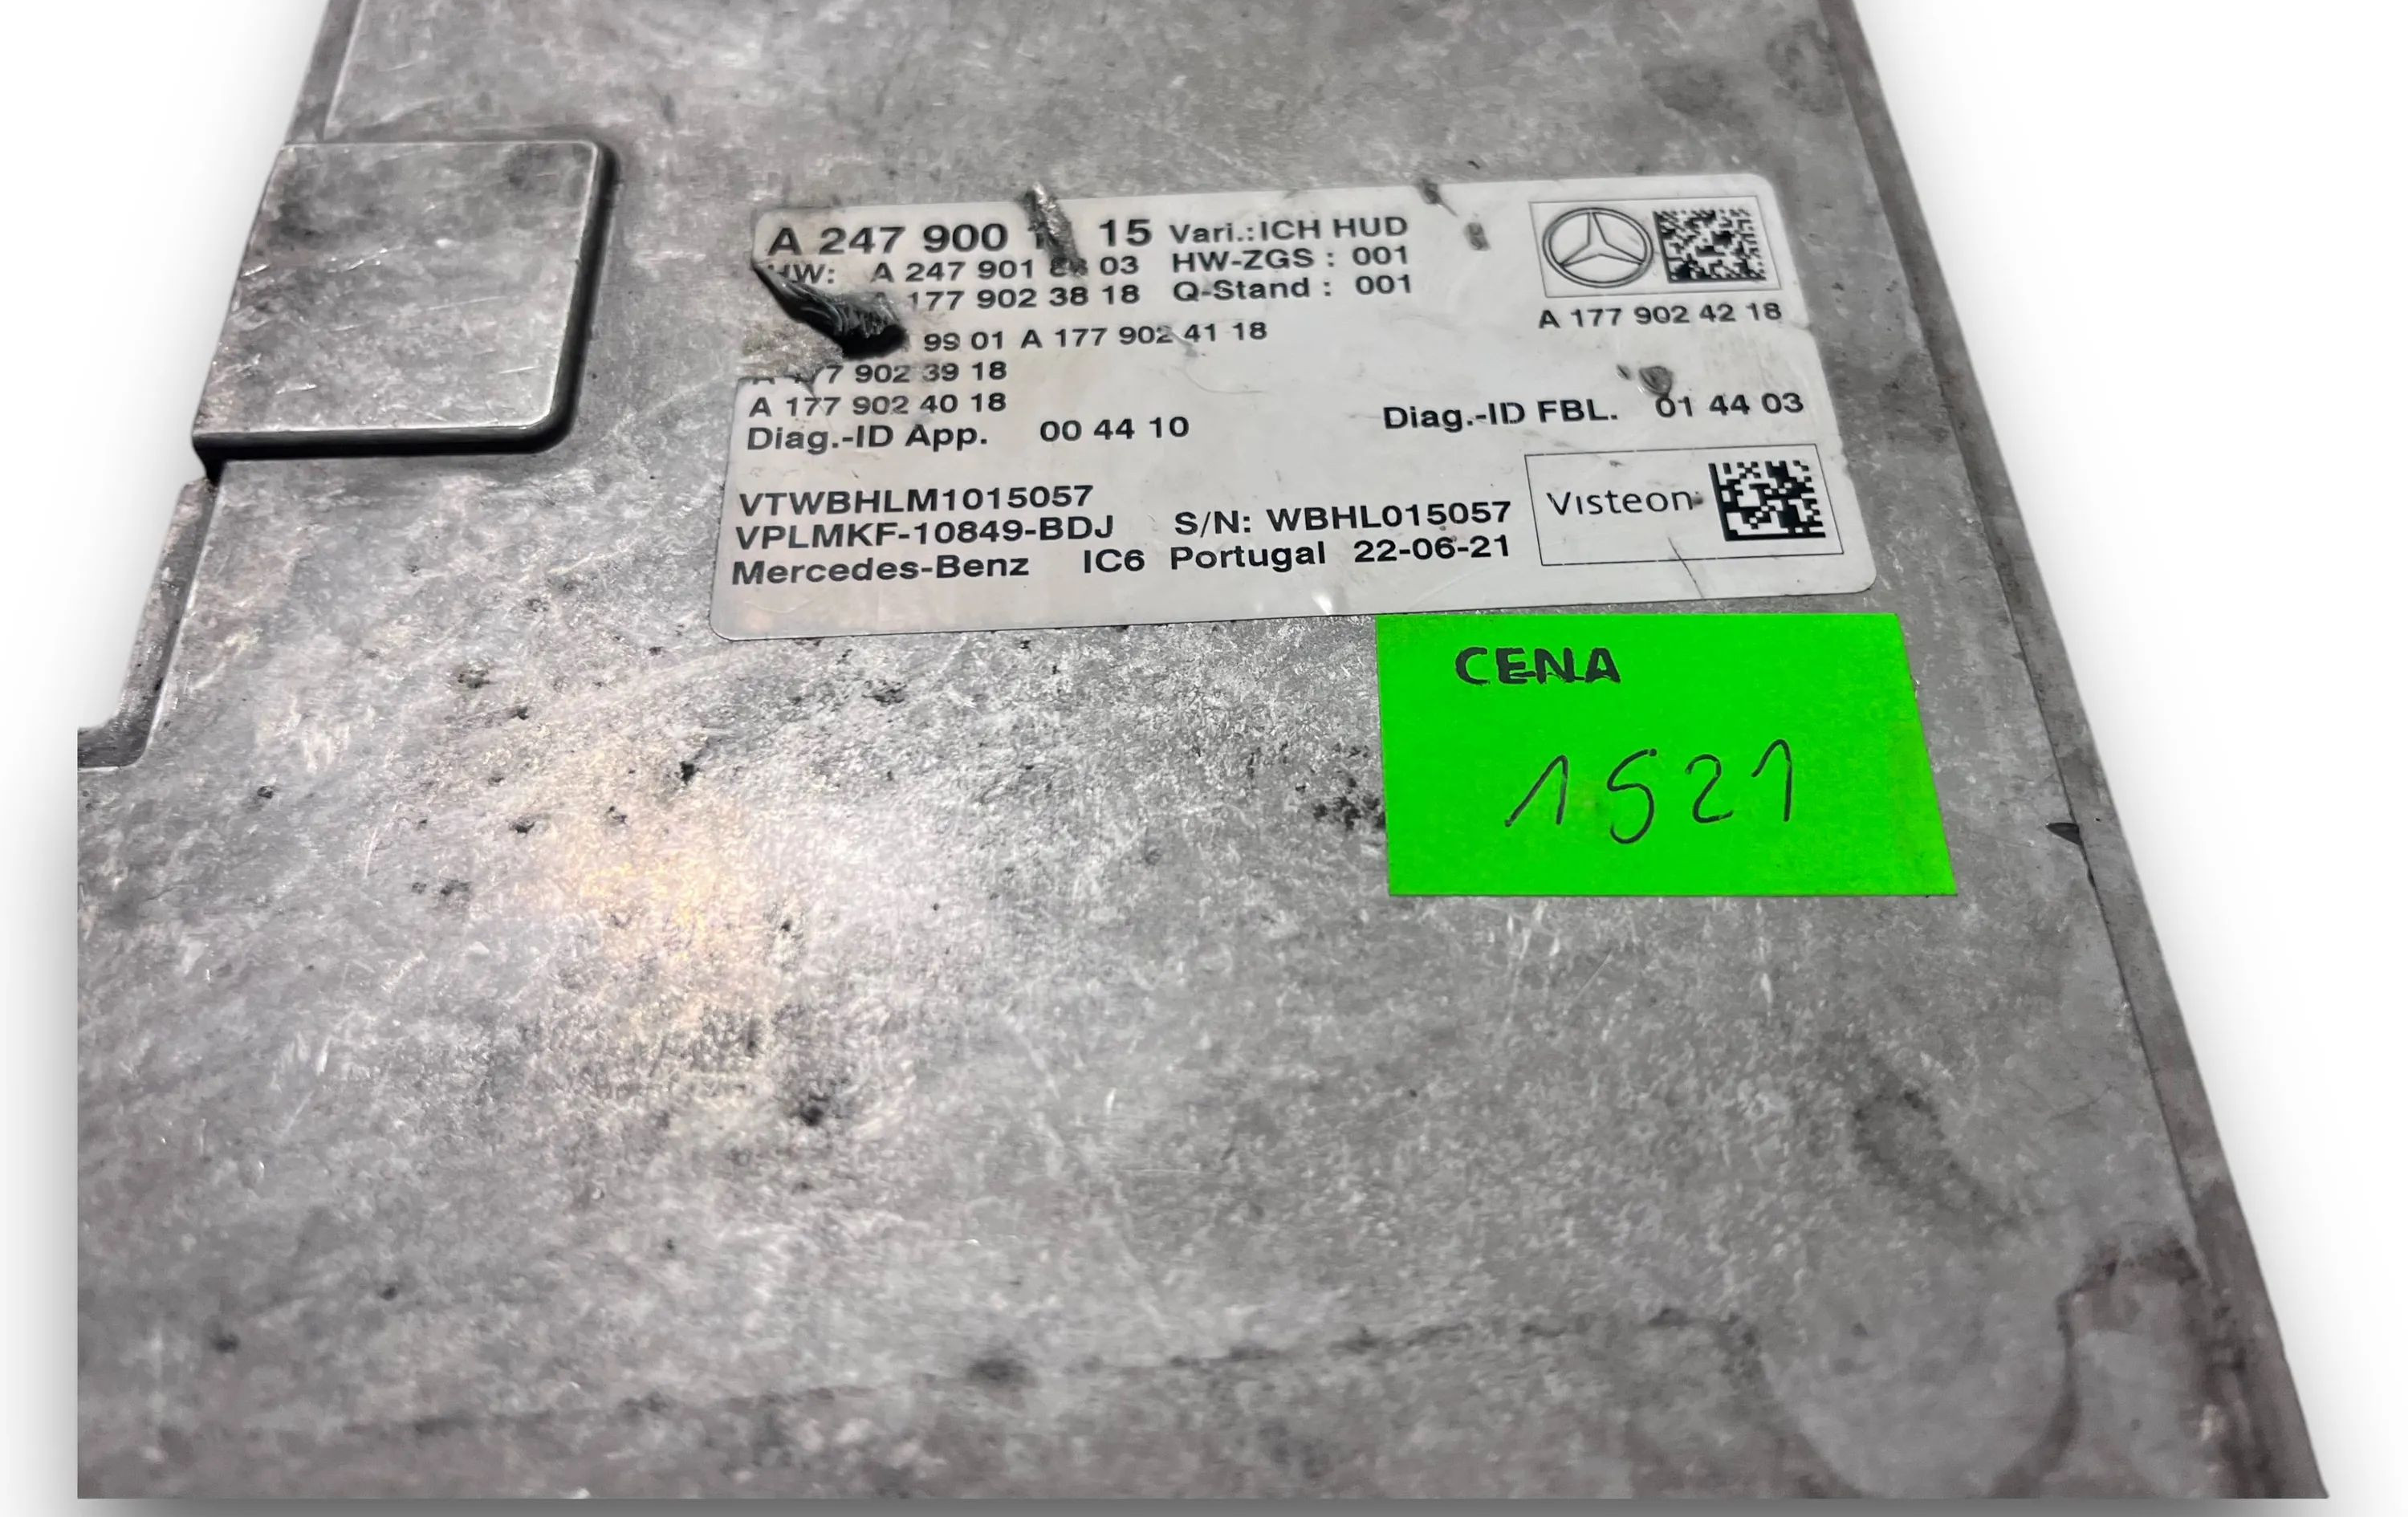 A 247 900 15 Vari.:ICH HUD
HW: A 247 901 03 HW-ZGS : 001
A 177 902 38 18 Q-Stand : 001
A 177 902 42 18
99 01 A 177 902 41 18
902 39 18
A 177 902 40 18
Diag.-ID App. 00 44 10 Diag.-ID FBL. 01 44 03
VTWBHLM1015057
VPLMKF-10849-BDJ S/N: WBHL015057
Mercedes-Benz IC6 Portugal 22-06-21
Visteon
CENA
1521